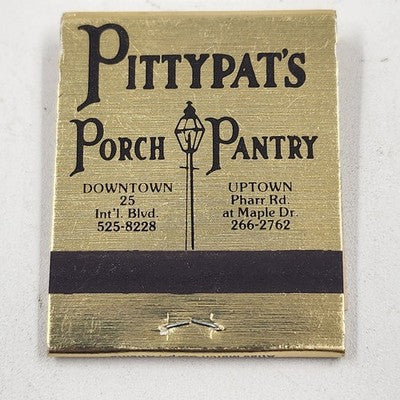 PITTYPAT'S
PORCH PANTRY
DOWNTOWN
25
Int'l. Blvd.
525-8228
UPTOWN
Pharr Rd.
at Maple Dr.
266-2762